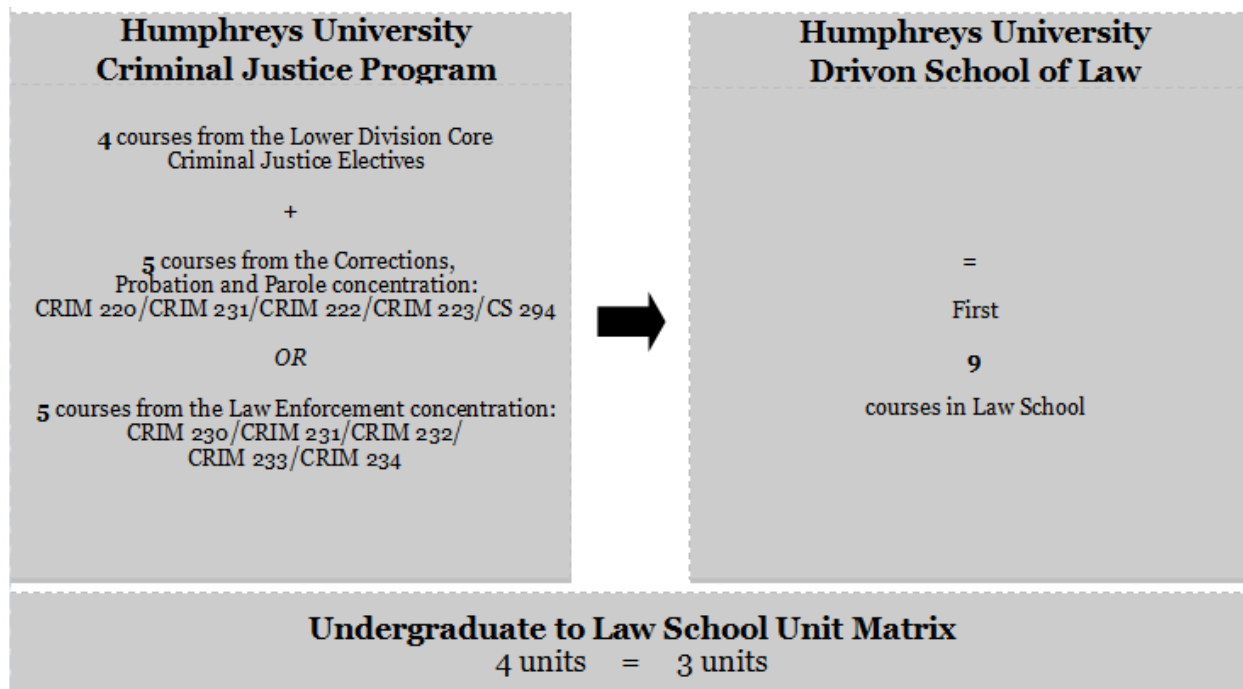 Humphreys University
Criminal Justice Program
4 courses from the Lower Division Core
Criminal Justice Electives
+
5 courses from the Corrections,
Probation and Parole concentration:
CRIM 220/CRIM 231/CRIM 222/CRIM 223/CS 294
OR
5 courses from the Law Enforcement concentration:
CRIM 230/CRIM 231/CRIM 232/
CRIM 233/CRIM 234
Humphreys University
Drivon School of Law
=
First
9
courses in Law School
Undergraduate to Law School Unit Matrix
4 units = 3 units